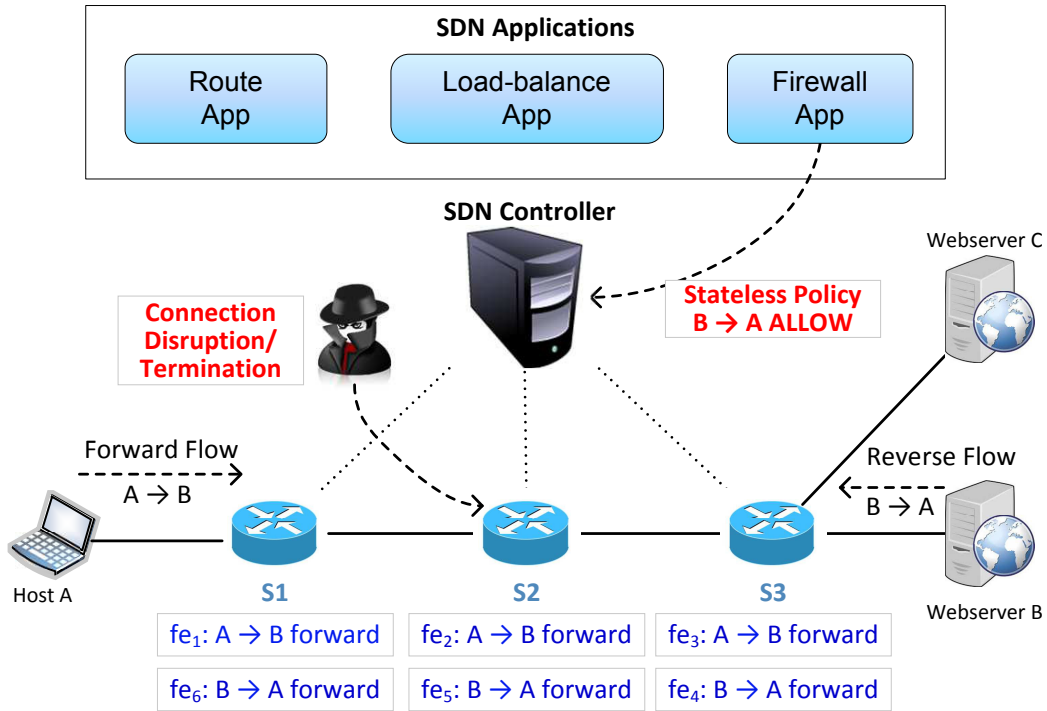 SDN Applications
Route
App
Load-balance
App
Firewall
App
SDN Controller
Webserver C
Connection
Disruption/
Termination
Stateless Policy
B → A ALLOW
Forward Flow
A → B
Reverse Flow
B → A
Host A
S1
S2
S3
Webserver B
fe₁: A → B forward
fe₂: A → B forward
fe₃: A → B forward
fe₆: B → A forward
fe₅: B → A forward
fe₄: B → A forward